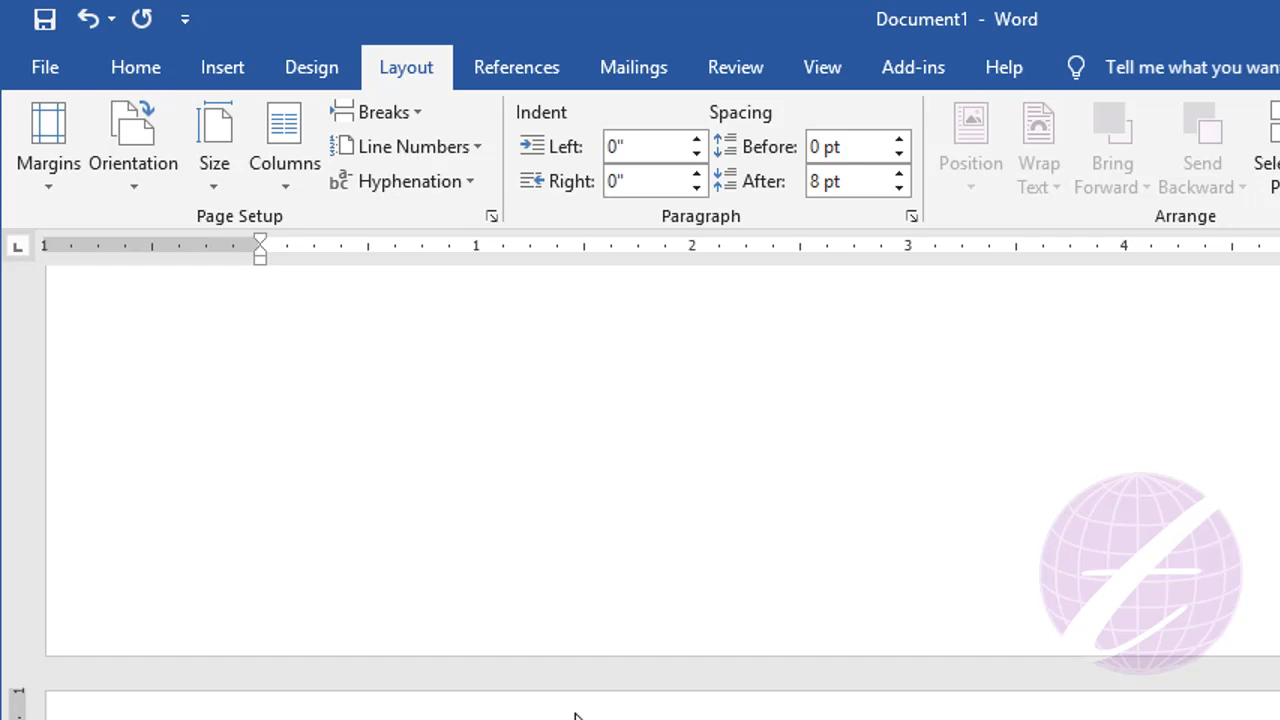 Document1 - Word
File Home Insert Design Layout References Mailings Review View Add-ins Help Tell me what you want
Breaks Indent Spacing
Margins Orientation Size Columns Line Numbers Left: 0" Before: 0 pt Position Wrap Text Bring Forward Send Backward
Hyphenation Right: 0" After: 8 pt
Page Setup Paragraph Arrange
1 1 2 3 4